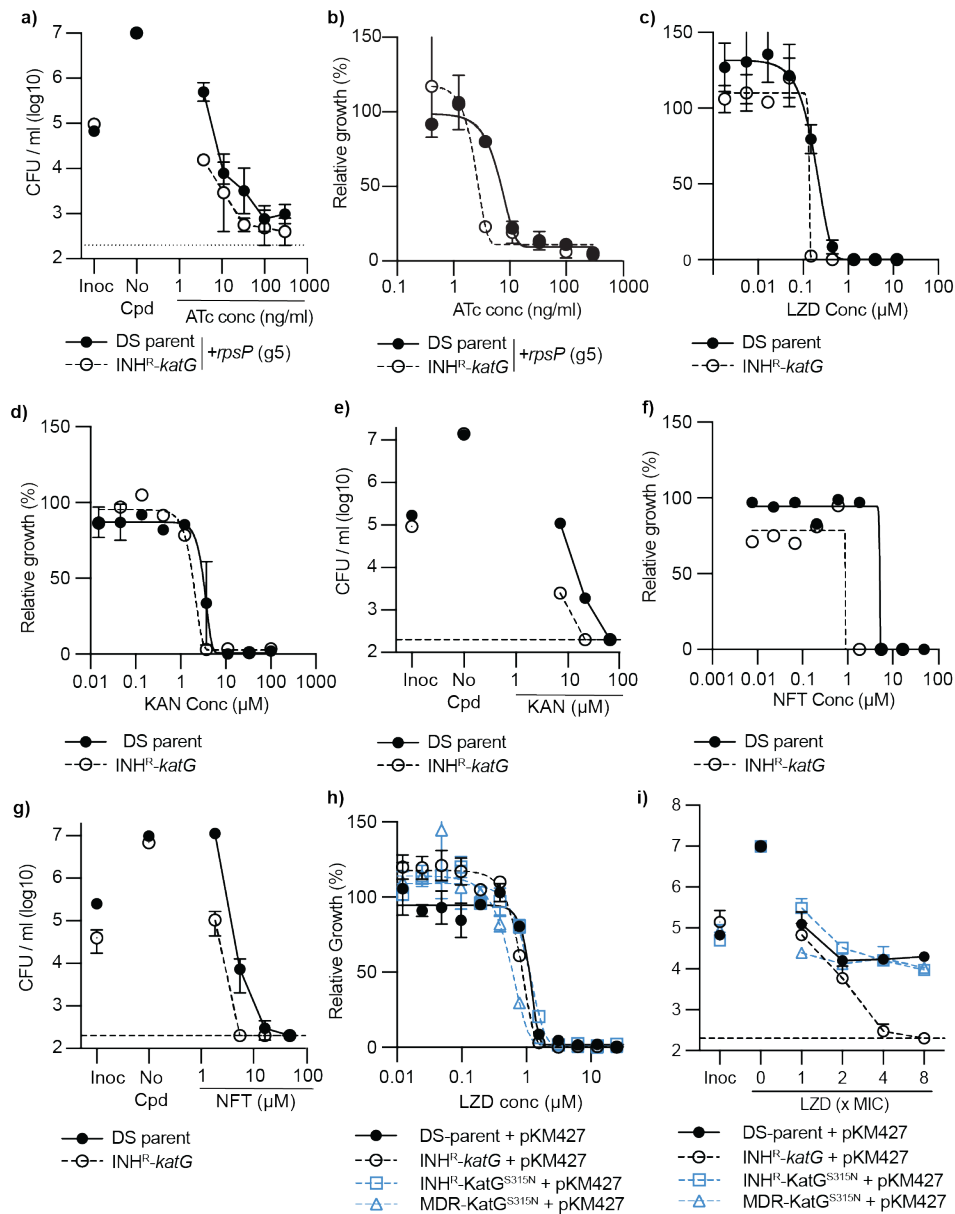 a)
7
6
5
4
3
2
CFU / ml (log10)
Inoc
No
Cpd
1
10
100
1000
ATc conc (ng/ml)
DS parent
INHR-katG
+rpsP (g5)
b)
150
100
50
0
Relative growth (%)
0.1
1
10
100
1000
ATc conc (ng/ml)
DS parent
INHR-katG
+rpsP (g5)
c)
150
100
50
0
Relative growth (%)
0.001
0.1
10
1000
LZD Conc (µM)
DS parent
INHR-katG
d)
150
100
50
0
Relative growth (%)
0.01
0.1
1
10
100
1000
KAN Conc (µM)
DS parent
INHR-katG
e)
7
6
5
4
3
2
CFU / ml (log10)
Inoc
No
Cpd
1
10
100
KAN (µM)
DS parent
INHR-katG
f)
150
100
50
0
Relative growth (%)
0.001
0.1
10
1000
NFT Conc (µM)
DS parent
INHR-katG
g)
7
6
5
4
3
2
CFU / ml (log10)
Inoc
No
Cpd
1
10
100
NFT (µM)
DS parent
INHR-katG
h)
150
100
50
0
Relative Growth (%)
0.01
0.1
1
10
LZD conc (µM)
DS-parent + pKM427
INHR-katG + pKM427
INHR-KatGS315N + pKM427
MDR-KatGS315N + pKM427
i)
8
7
6
5
4
3
2
Inoc
0
1
2
4
8
LZD (x MIC)
DS-parent + pKM427
INHR-katG + pKM427
INHR-KatGS315N + pKM427
MDR-KatGS315N + pKM427